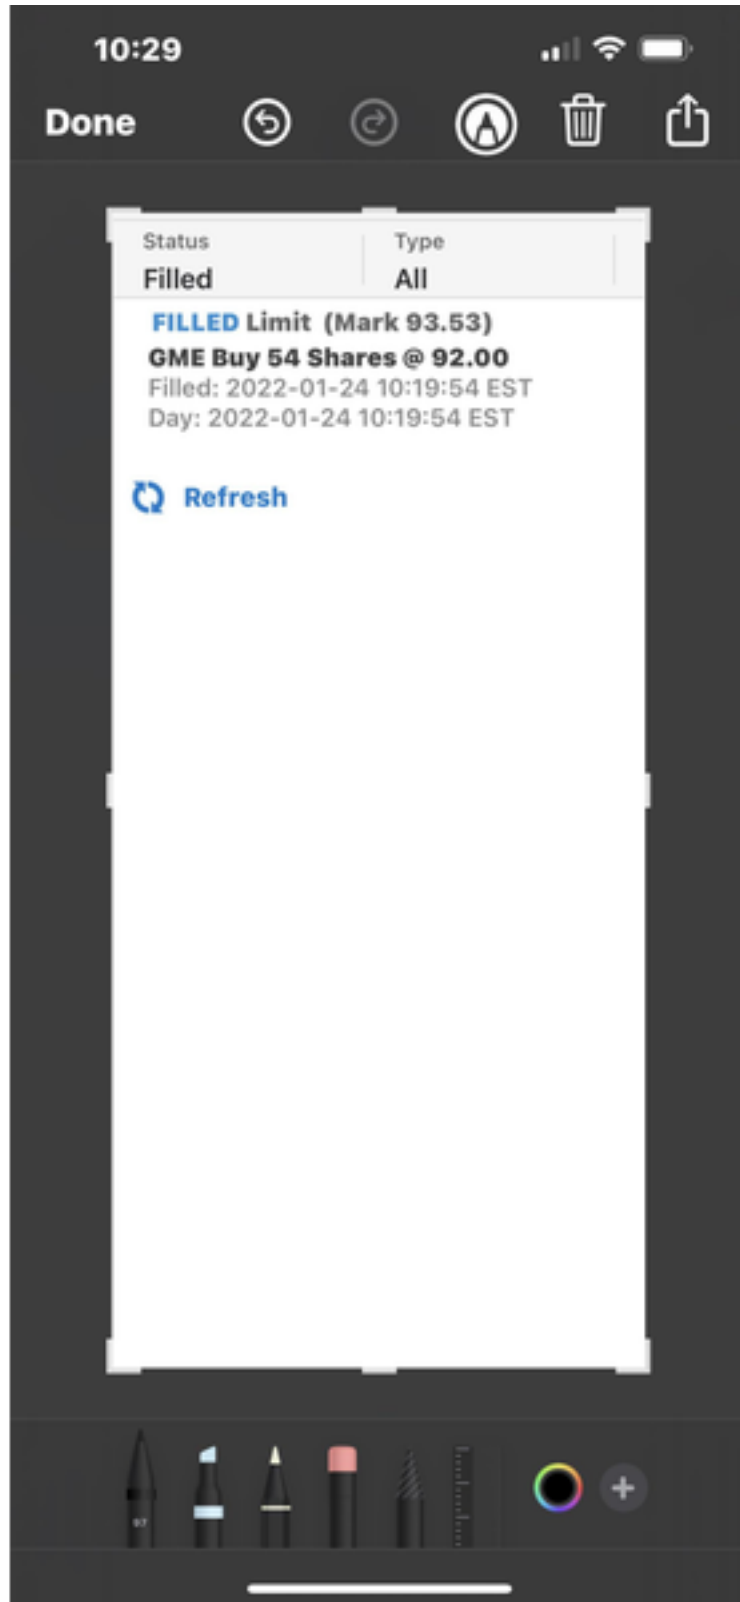 10:29
Done
Status Type
Filled All
FILLED Limit (Mark 93.53)
GME Buy 54 Shares @ 92.00
Filled: 2022-01-24 10:19:54 EST
Day: 2022-01-24 10:19:54 EST
Refresh
97